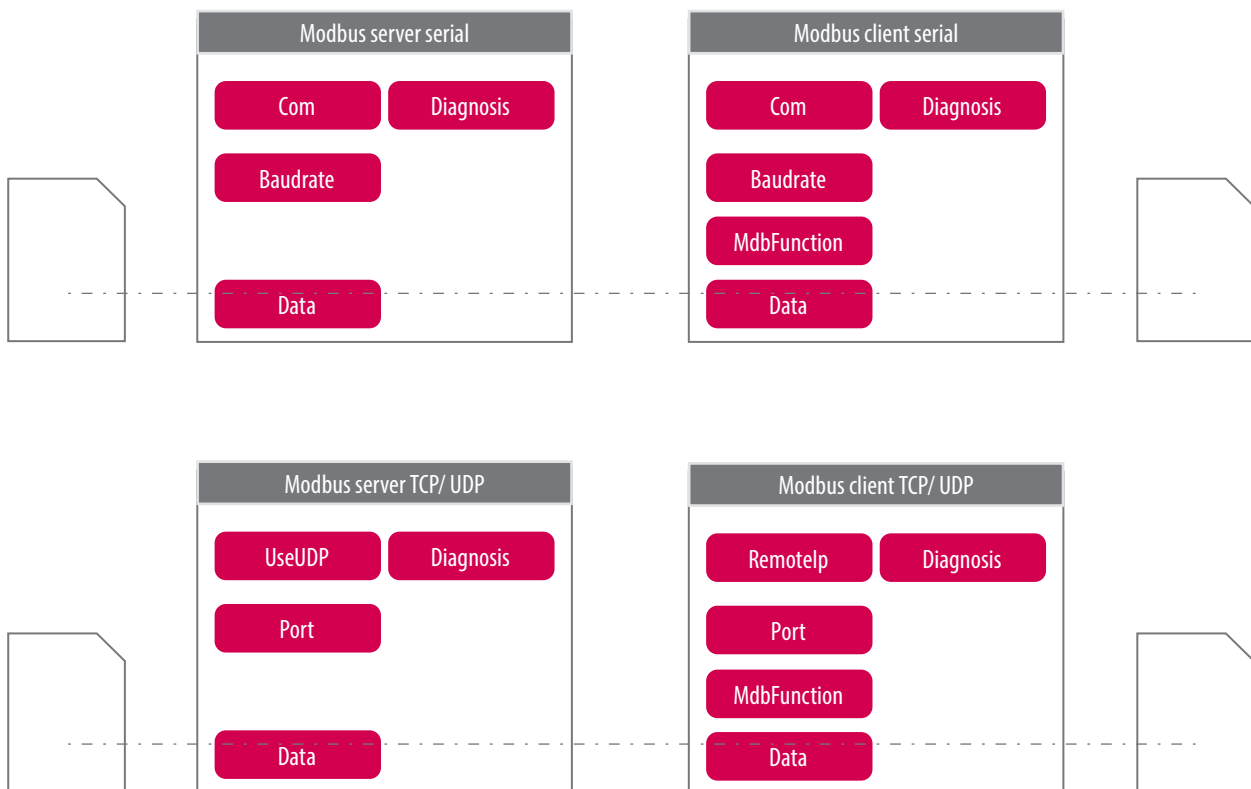 Modbus server serial
Com
Diagnosis
Baudrate
Data
Modbus client serial
Com
Diagnosis
Baudrate
MdbFunction
Data
Modbus server TCP/ UDP
UseUDP
Diagnosis
Port
Data
Modbus client TCP/ UDP
RemoteIp
Diagnosis
Port
MdbFunction
Data